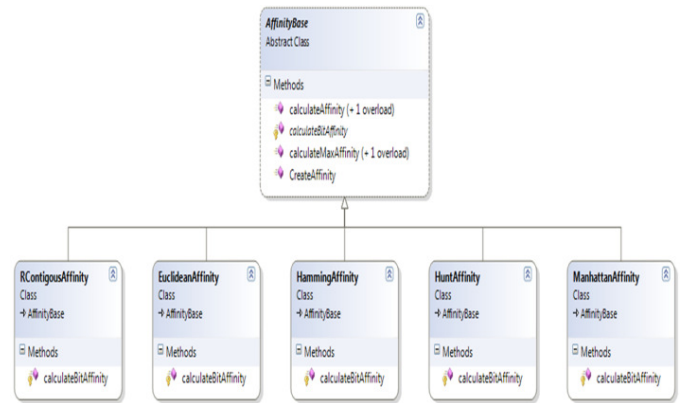 AffinityBase
Abstract Class
Methods
calculateAffinity (+ 1 overload)
calculateBitAffinity
calculateMaxAffinity (+ 1 overload)
CreateAffinity
RContigousAffinity
Class
AffinityBase
Methods
calculateBitAffinity
EuclideanAffinity
Class
AffinityBase
Methods
calculateBitAffinity
HammingAffinity
Class
AffinityBase
Methods
calculateBitAffinity
HuntAffinity
Class
AffinityBase
Methods
calculateBitAffinity
ManhattanAffinity
Class
AffinityBase
Methods
calculateBitAffinity